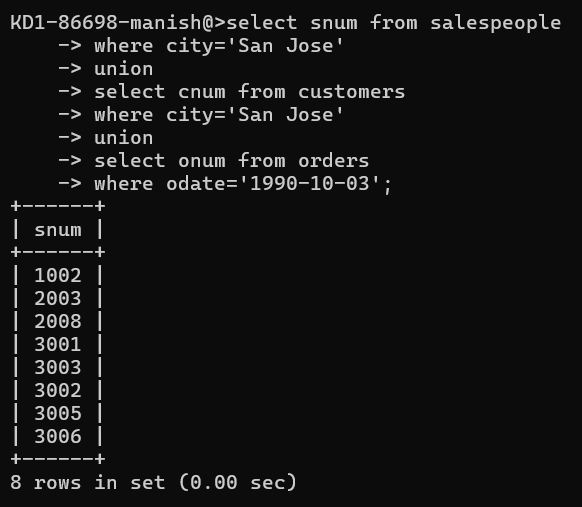 KD1-86698-manish@>select snum from salespeople
    -> where city='San Jose'
    -> union
    -> select cnum from customers
    -> where city='San Jose'
    -> union
    -> select onum from orders
    -> where odate='1990-10-03';
+------+
| snum |
+------+
| 1002 |
| 2003 |
| 2008 |
| 3001 |
| 3003 |
| 3002 |
| 3005 |
| 3006 |
+------+
8 rows in set (0.00 sec)